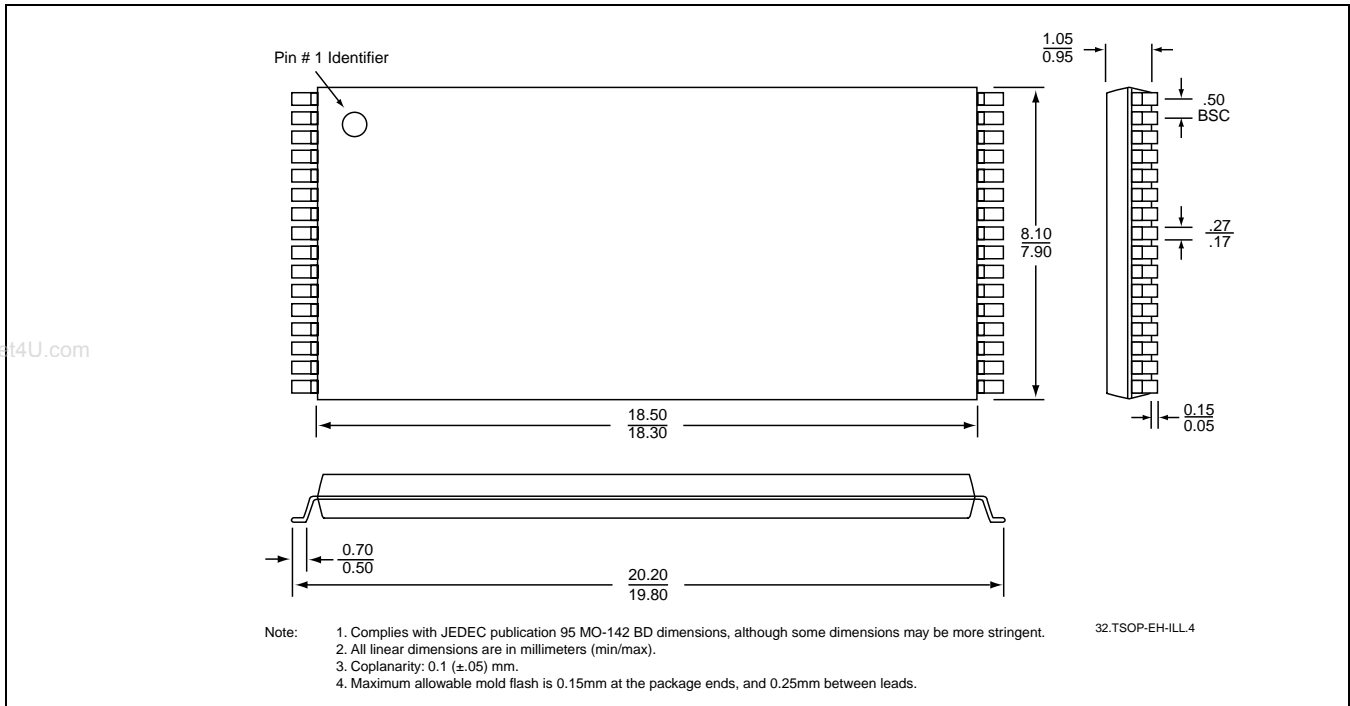 Pin # 1 Identifier
1.05
0.95
.50
BSC
.27
.17
8.10
7.90
et4U.com
18.50
18.30
0.15
0.05
0.70
0.50
20.20
19.80
Note: 1. Complies with JEDEC publication 95 MO-142 BD dimensions, although some dimensions may be more stringent.
32.TSOP-EH-ILL.4
2. All linear dimensions are in millimeters (min/max).
3. Coplanarity: 0.1 (±.05) mm.
4. Maximum allowable mold flash is 0.15mm at the package ends, and 0.25mm between leads.